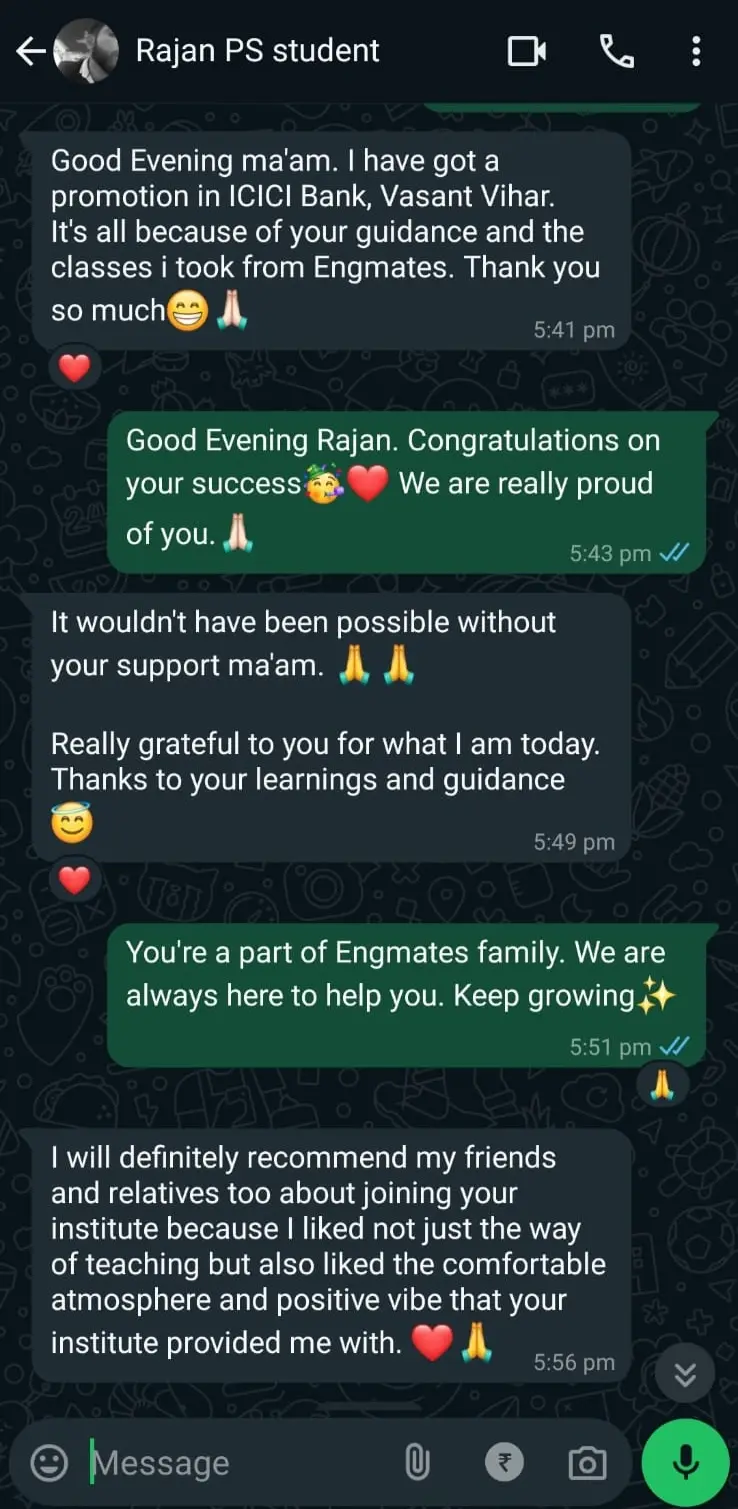 Rajan PS student
Good Evening ma'am. I have got a
promotion in ICICI Bank, Vasant Vihar.
It's all because of your guidance and the
classes i took from Engmates. Thank you
so much😁🙏🏻
5:41 pm
❤️
Good Evening Rajan. Congratulations on
your success🥳❤️ We are really proud
of you.🙏🏻
5:43 pm
It wouldn't have been possible without
your support ma'am. 🙏 🙏
Really grateful to you for what I am today.
Thanks to your learnings and guidance
😇
5:49 pm
❤️
You're a part of Engmates family. We are
always here to help you. Keep growing✨
5:51 pm
🙏
I will definitely recommend my friends
and relatives too about joining your
institute because I liked not just the way
of teaching but also liked the comfortable
atmosphere and positive vibe that your
institute provided me with. ❤️🙏
5:56 pm
Message
₹